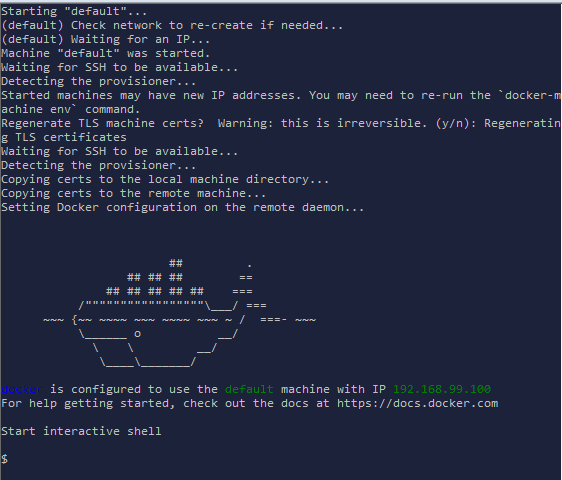 Starting "default"...
(default) Check network to re-create if needed...
(default) Waiting for an IP...
Machine "default" was started.
Waiting for SSH to be available...
Detecting the provisioner...
Started machines may have new IP addresses. You may need to re-run the `docker-m
achine env` command.
Regenerate TLS machine certs?  Warning: this is irreversible. (y/n): Regeneratin
g TLS certificates
Waiting for SSH to be available...
Detecting the provisioner...
Copying certs to the local machine directory...
Copying certs to the remote machine...
Setting Docker configuration on the remote daemon...

                        ##         .
                  ## ## ##        ==
               ## ## ## ## ##    ===
           /"""""""""""""""""\___/ ===
      ~~~ {~~ ~~~~ ~~~ ~~~~ ~~~ ~ /  ===- ~~~
           \______ o           __/
             \    \         __/
              \____\_______/

docker is configured to use the default machine with IP 192.168.99.100
For help getting started, check out the docs at https://docs.docker.com

Start interactive shell

$